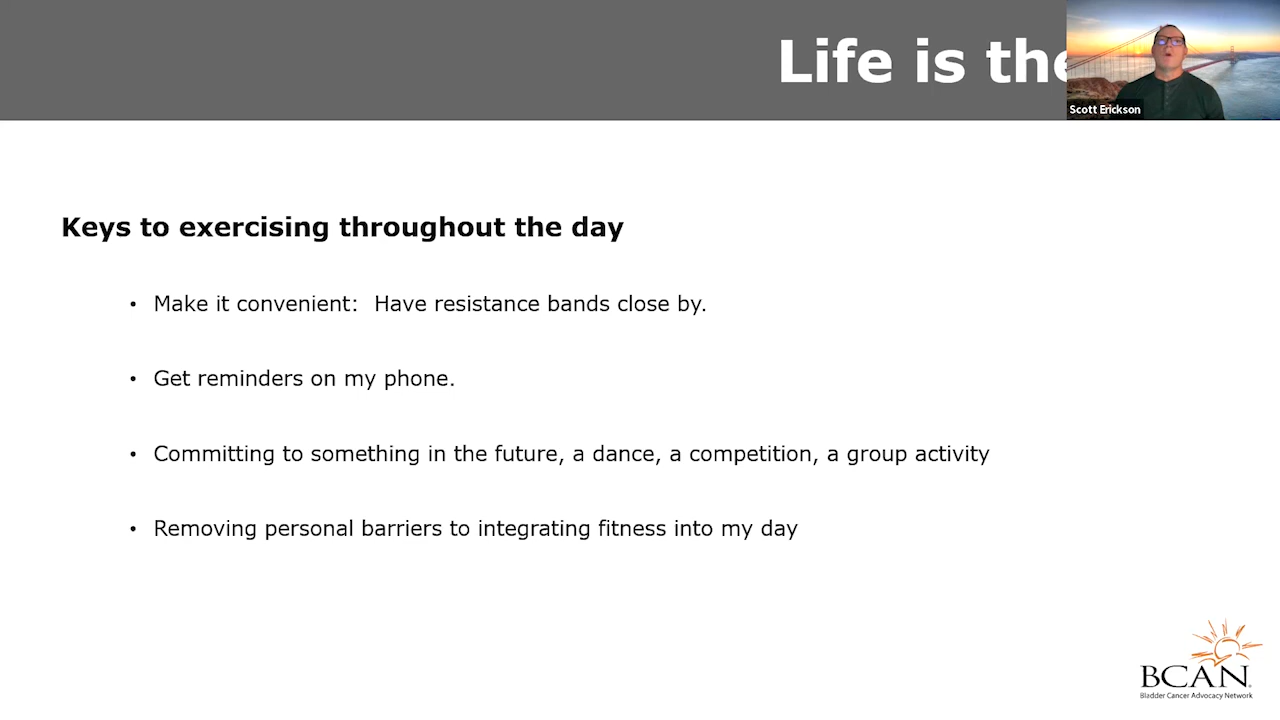 Life is the
Scott Erickson
Keys to exercising throughout the day
• Make it convenient:  Have resistance bands close by.
• Get reminders on my phone.
• Committing to something in the future, a dance, a competition, a group activity
• Removing personal barriers to integrating fitness into my day
BCAN
Bladder Cancer Advocacy Network